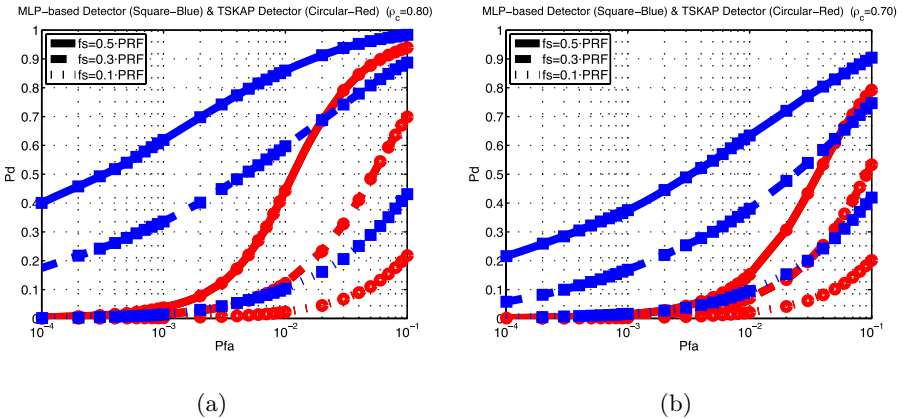 MLP-based Detector (Square-Blue) & TSKAP Detector (Circular-Red) (ρc=0.80)
1
0.9
0.8
0.7
0.6
0.5
0.4
0.3
0.2
0.1
0
Pd
fs=0.5·PRF
fs=0.3·PRF
fs=0.1·PRF
10−4
10−3
10−2
10−1
Pfa
(a)
MLP-based Detector (Square-Blue) & TSKAP Detector (Circular-Red) (ρc=0.70)
1
0.9
0.8
0.7
0.6
0.5
0.4
0.3
0.2
0.1
0
Pd
fs=0.5·PRF
fs=0.3·PRF
fs=0.1·PRF
10−4
10−3
10−2
10−1
Pfa
(b)